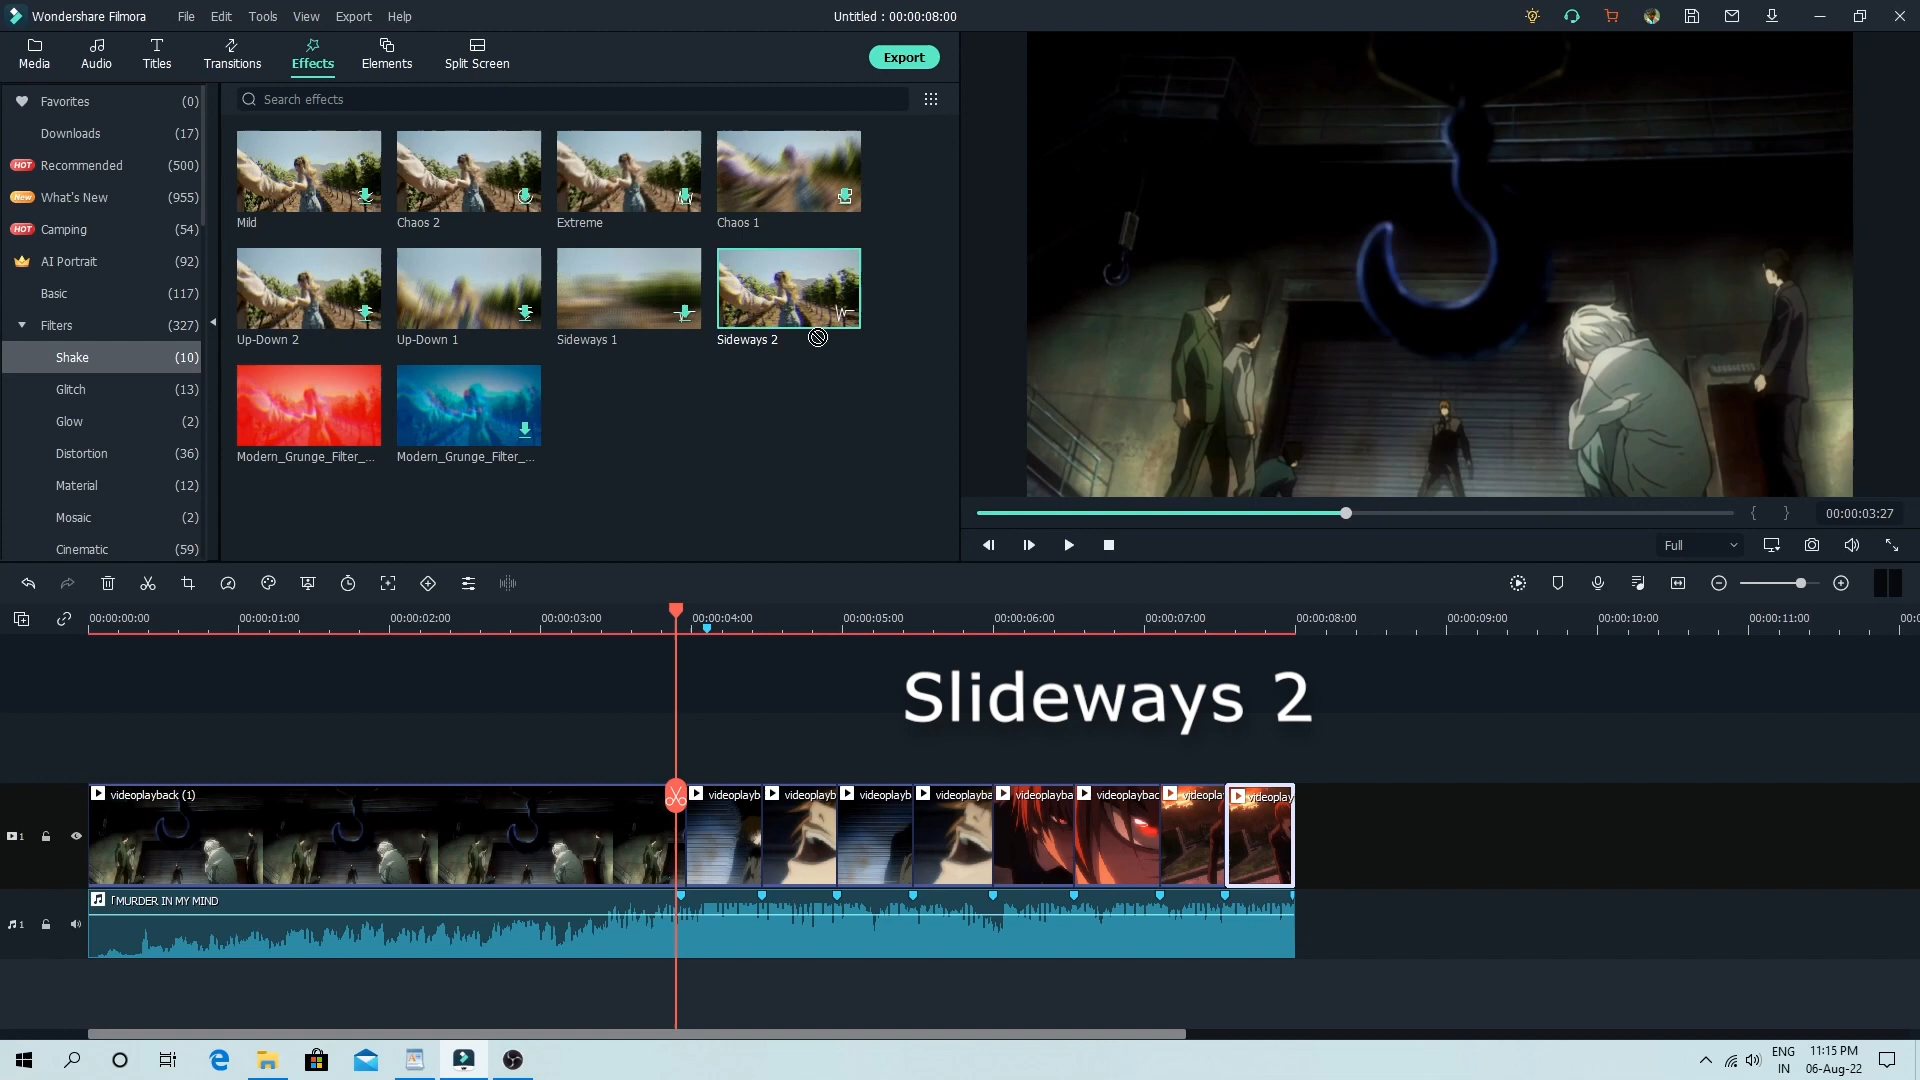 Wondershare Filmora File Edit Tools View Export Help Untitled : 00:00:08:00
Media Audio Titles Transitions Effects Elements Split Screen Export
Favorites (0)
Downloads (17)
HOT Recommended (500)
New What's New (955)
HOT Camping (54)
AI Portrait (92)
Basic (117)
Filters (327)
Shake (10)
Glitch (13)
Glow (2)
Distortion (36)
Material (12)
Mosaic (2)
Cinematic (59)
Search effects
Mild Chaos 2 Extreme Chaos 1
Up-Down 2 Up-Down 1 Sideways 1 Sideways 2
Modern_Grunge_Filter_... Modern_Grunge_Filter_...
{ } 00:00:03:27
Full
00:00:00:00 00:00:01:00 00:00:02:00 00:00:03:00 00:00:04:00 00:00:05:00 00:00:06:00 00:00:07:00 00:00:08:00 00:00:09:00 00:00:10:00 00:00:11:00 00:0
Slideways 2
videoplayback (1) videoplayb videoplayb videoplayb videoplayba videoplayba videoplaybac videopla videoplay
1
「MURDER IN MY MIND
1
ENG 11:15 PM
IN 06-Aug-22